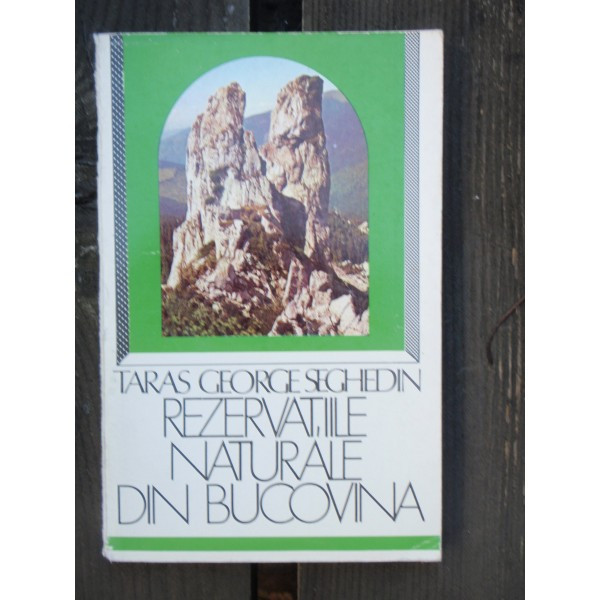 TARAS GEORGE SEGHEDIN
REZERVAȚIILE
NATURALE
DIN BUCOVINA